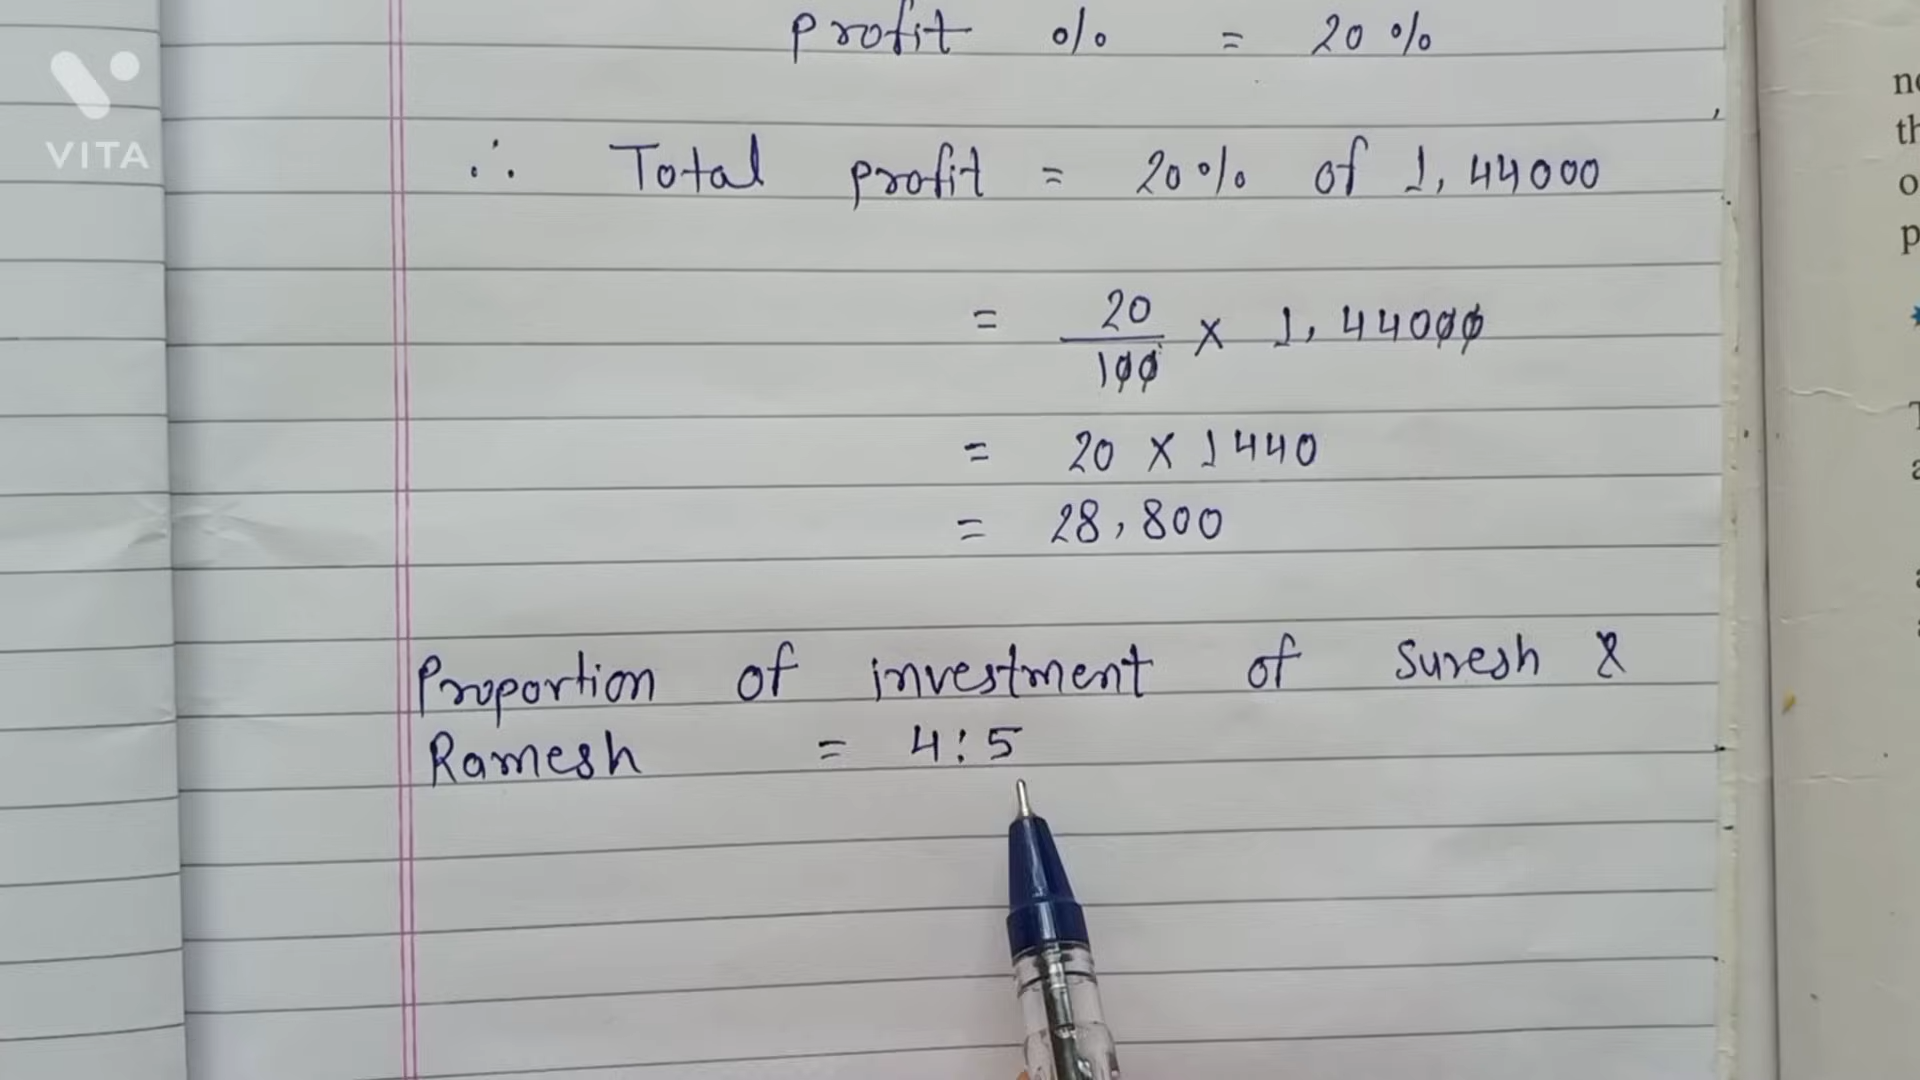 profit % = 20%
VITA
∴ Total profit = 20% of 1,44000
= 20/100 × 1,44000
= 20 × 1440
= 28,800
Proportion of investment of Suresh &
Ramesh = 4:5